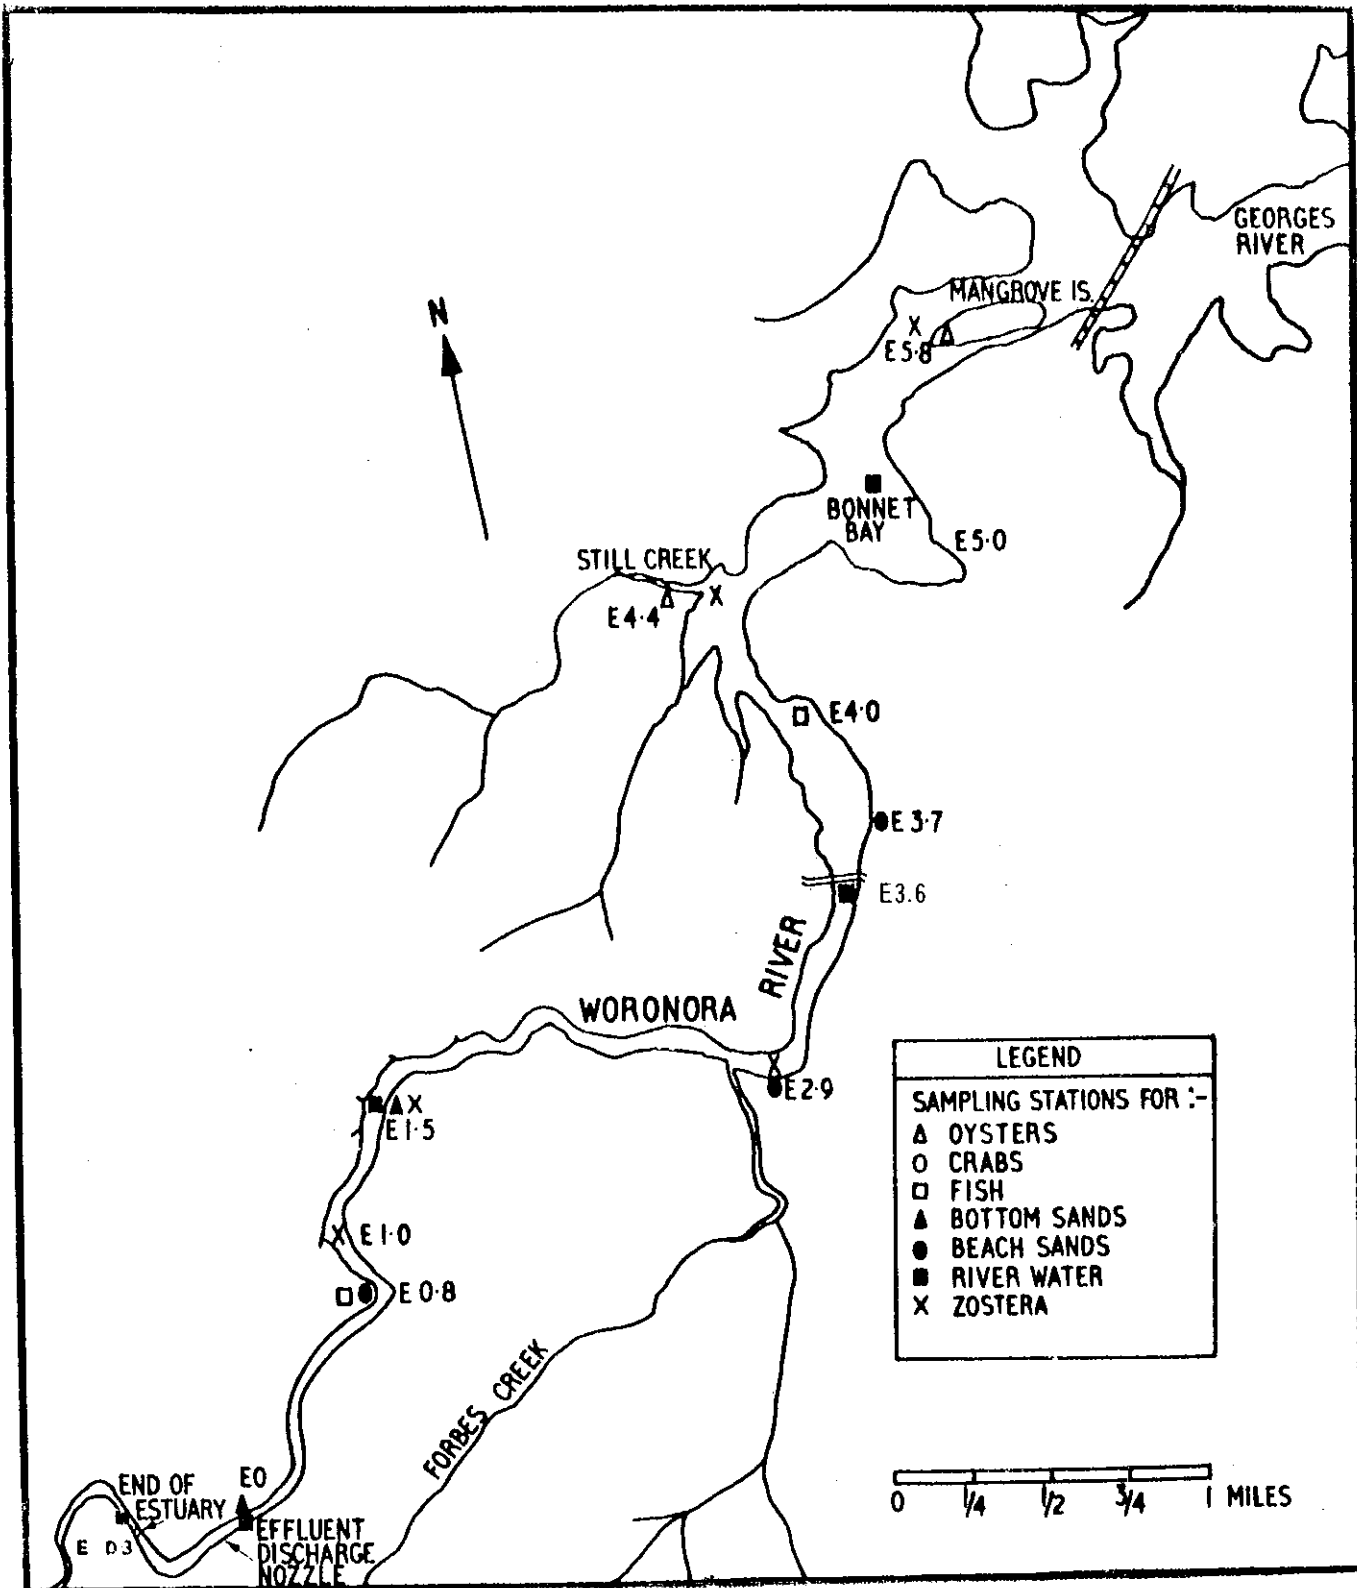 GEORGES
RIVER
MANGROVE IS.
N
X
E5·8
BONNET
BAY
E5·0
STILL CREEK
X
E4·4
E4·0
E3·7
E3.6
RIVER
WORONORA
E2·9
X
E1·5
X
E1·0
E0·8
FORBES CREEK
E0
END OF
ESTUARY
E D3
EFFLUENT
DISCHARGE
NOZZLE
LEGEND
SAMPLING STATIONS FOR :-
OYSTERS
CRABS
FISH
BOTTOM SANDS
BEACH SANDS
RIVER WATER
X ZOSTERA
0 1/4 1/2 3/4 1 MILES